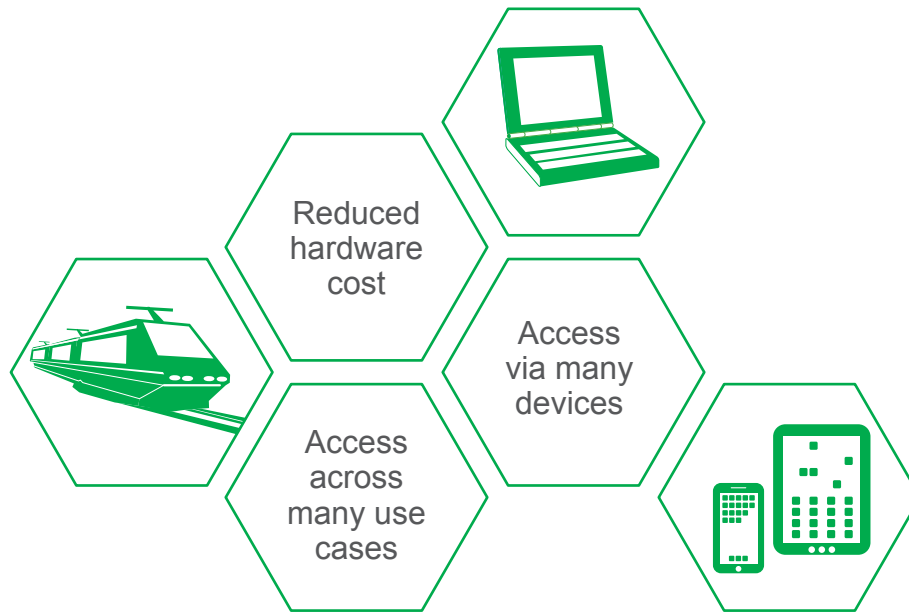 Reduced
hardware
cost
Access
via many
devices
Access
across
many use
cases